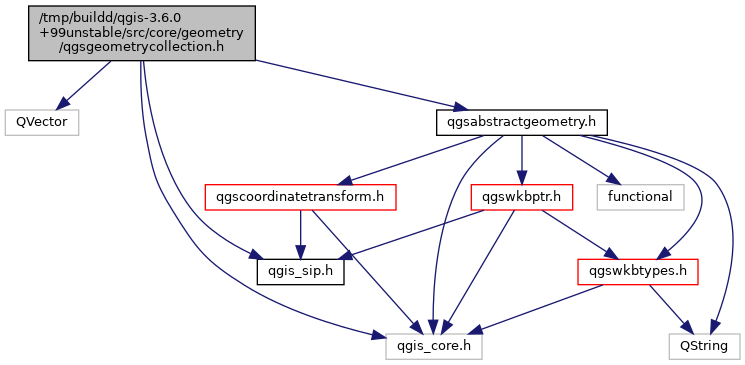 /tmp/buildd/qgis-3.6.0
+99unstable/src/core/geometry
/qgsgeometrycollection.h
QVector
qgsabstractgeometry.h
qgscoordinatetransform.h
qgswkbptr.h
functional
qgis_sip.h
qgswkbtypes.h
qgis_core.h
QString